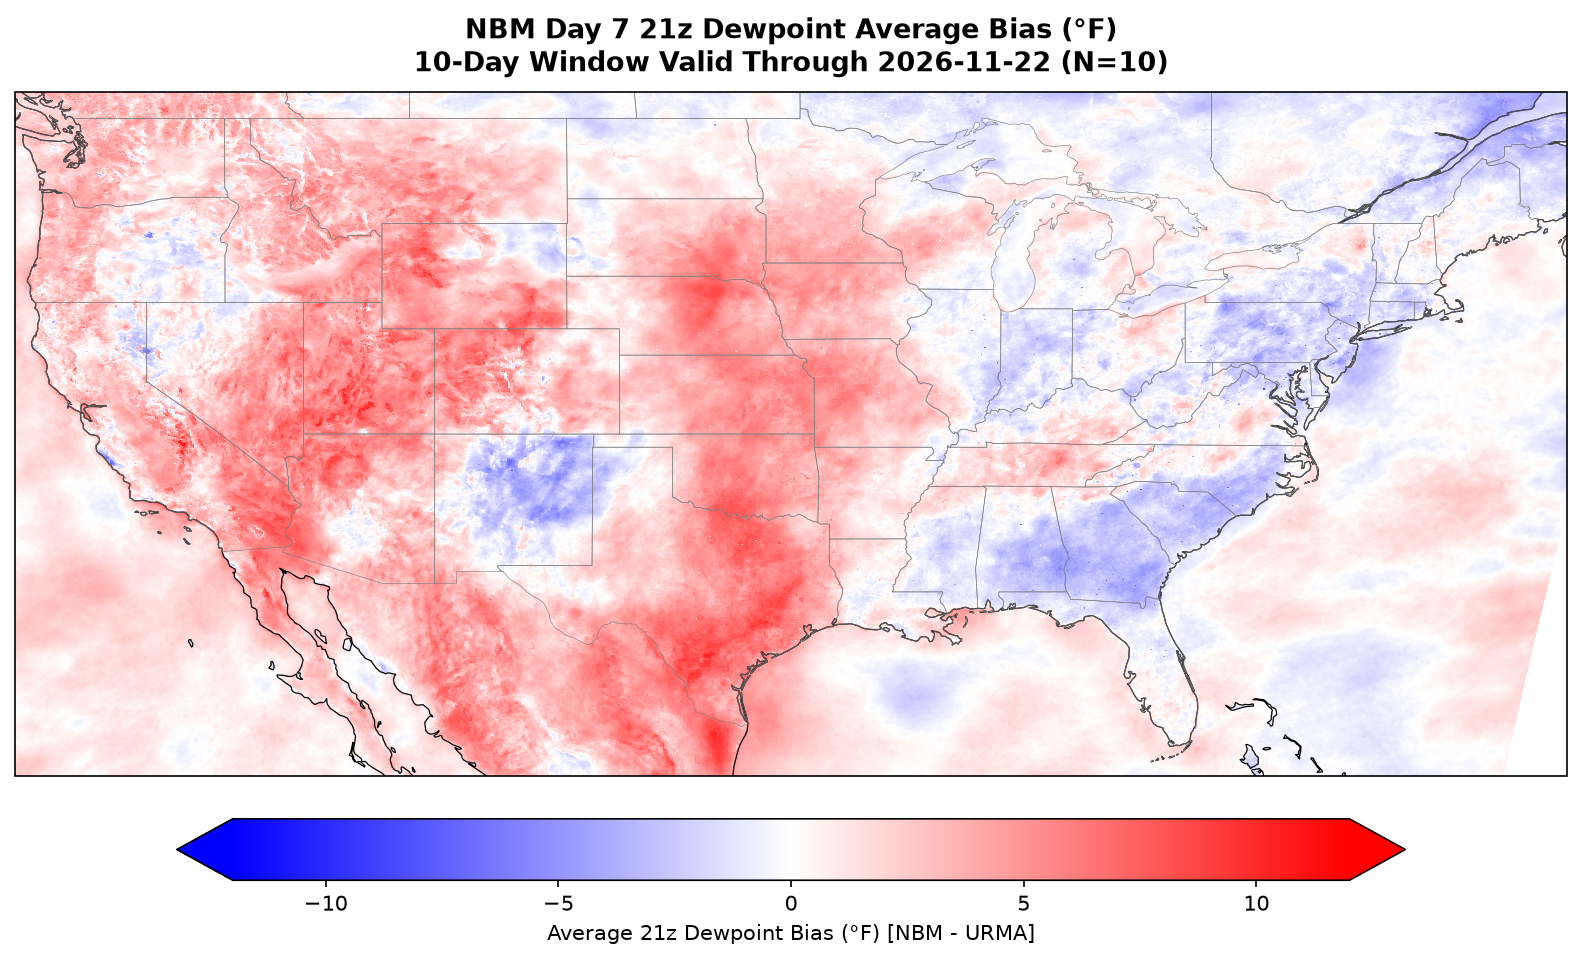 NBM Day 7 21z Dewpoint Average Bias (°F)
10-Day Window Valid Through 2026-11-22 (N=10)
−10 −5 0 5 10
Average 21z Dewpoint Bias (°F) [NBM - URMA]